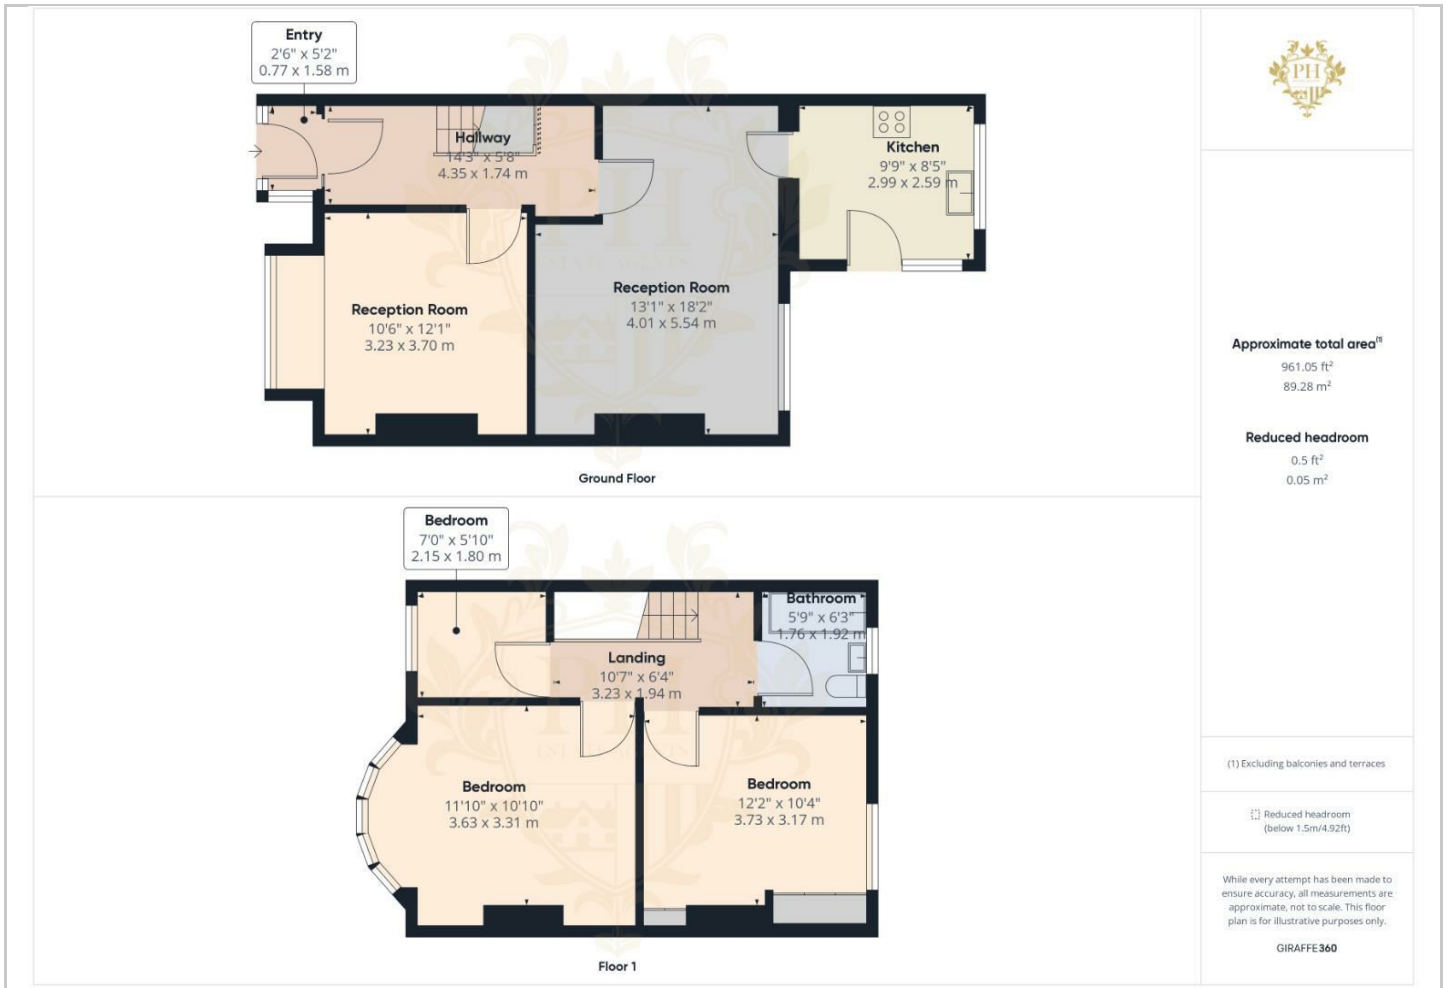 Entry
2'6" x 5'2"
0.77 x 1.58 m
Hallway
14'3" x 5'8"
4.35 x 1.74 m
Kitchen
9'9" x 8'5"
2.99 x 2.59 m
Reception Room
10'6" x 12'1"
3.23 x 3.70 m
Reception Room
13'1" x 18'2"
4.01 x 5.54 m
Ground Floor
Bedroom
7'0" x 5'10"
2.15 x 1.80 m
Bathroom
5'9" x 6'3"
1.76 x 1.92 m
Landing
10'7" x 6'4"
3.23 x 1.94 m
Bedroom
11'10" x 10'10"
3.63 x 3.31 m
Bedroom
12'2" x 10'4"
3.73 x 3.17 m
Floor 1
PH
PH
ESTATE AGENTS
PH
ESTATE AGENTS
Approximate total area(1)
961.05 ft²
89.28 m²
Reduced headroom
0.5 ft²
0.05 m²
(1) Excluding balconies and terraces
Reduced headroom
(below 1.5m/4.92ft)
While every attempt has been made to
ensure accuracy, all measurements are
approximate, not to scale. This floor
plan is for illustrative purposes only.
GIRAFFE360